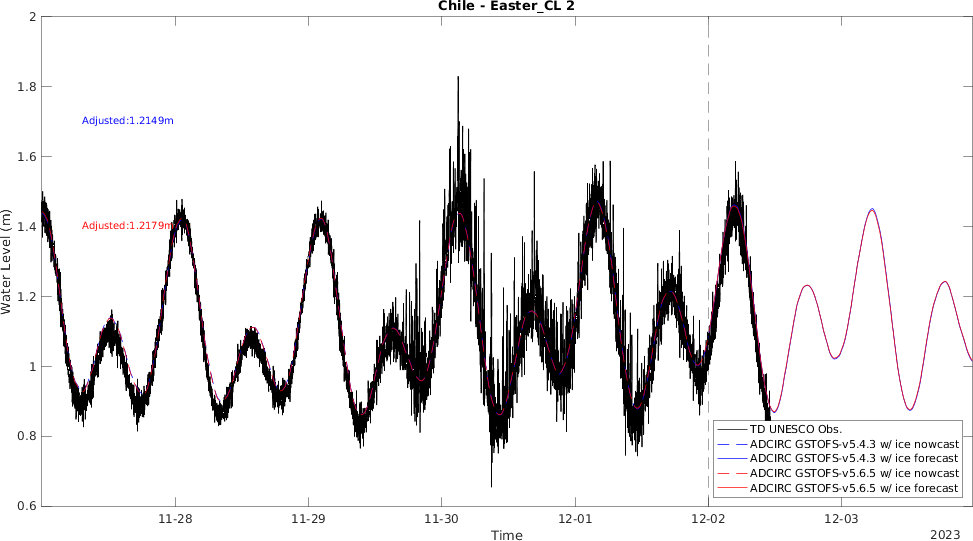 Chile - Easter_CL 2
2
1.8
1.6
1.4
1.2
1
0.8
0.6
Water Level (m)
Adjusted:1.2149m
Adjusted:1.2179m
TD UNESCO Obs.
ADCIRC GSTOFS-v5.4.3 w/ ice nowcast
ADCIRC GSTOFS-v5.4.3 w/ ice forecast
ADCIRC GSTOFS-v5.6.5 w/ ice nowcast
ADCIRC GSTOFS-v5.6.5 w/ ice forecast
11-28
11-29
11-30
12-01
12-02
12-03
Time
2023